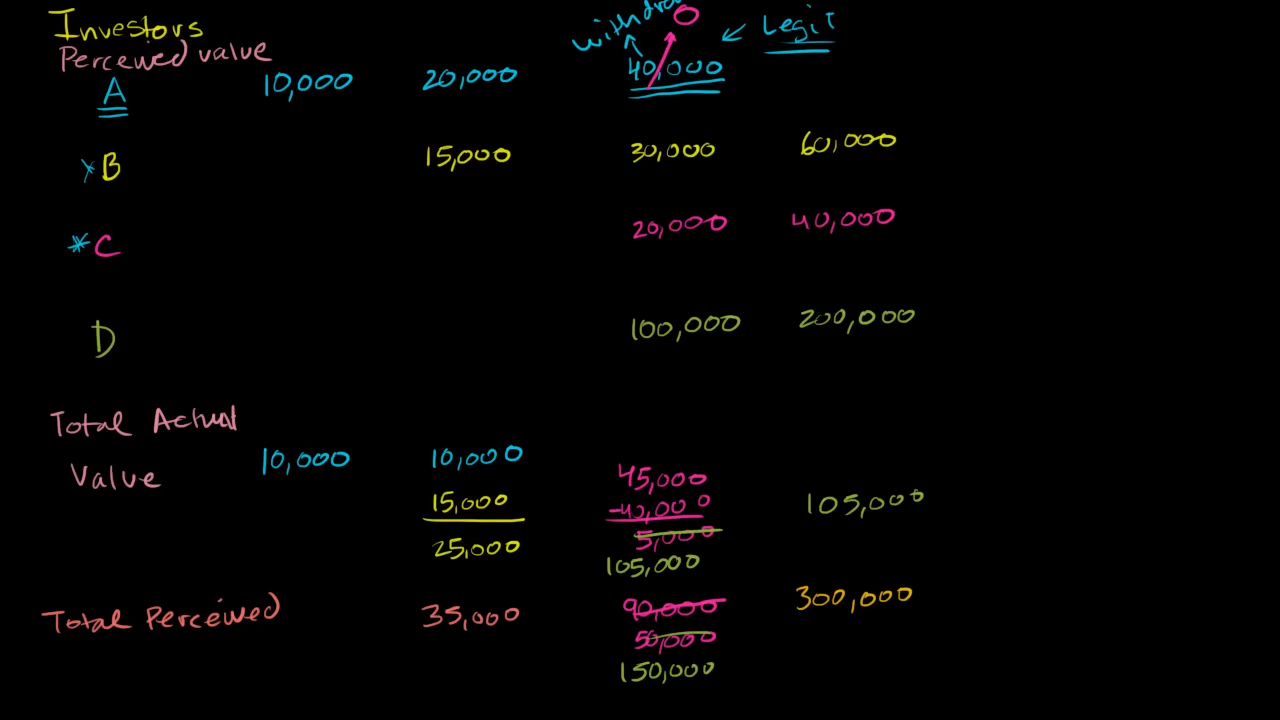 Investors
Perceived value
withdraw
0
Legit
A 10,000 20,000 40,000
B 15,000 30,000 60,000
* C 20,000 40,000
D 100,000 200,000
Total Actual
Value 10,000 10,000 45,000
15,000 -40,000 105,000
25,000 5,000
105,000
Total Perceived 35,000 90,000 300,000
50,000
150,000